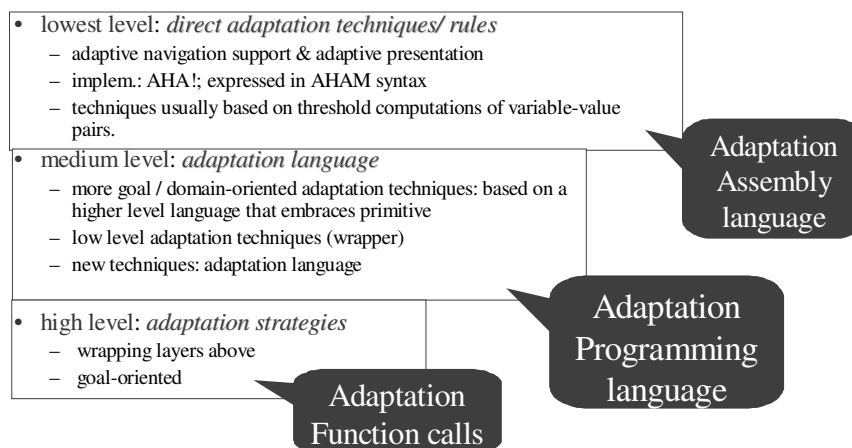 • lowest level: direct adaptation techniques/ rules
– adaptive navigation support & adaptive presentation
– implem.: AHA!; expressed in AHAM syntax
– techniques usually based on threshold computations of variable-value
pairs.
Adaptation
Assembly
language
• medium level: adaptation language
– more goal / domain-oriented adaptation techniques: based on a
higher level language that embraces primitive
– low level adaptation techniques (wrapper)
– new techniques: adaptation language
Adaptation
Programming
language
• high level: adaptation strategies
– wrapping layers above
– goal-oriented
Adaptation
Function calls